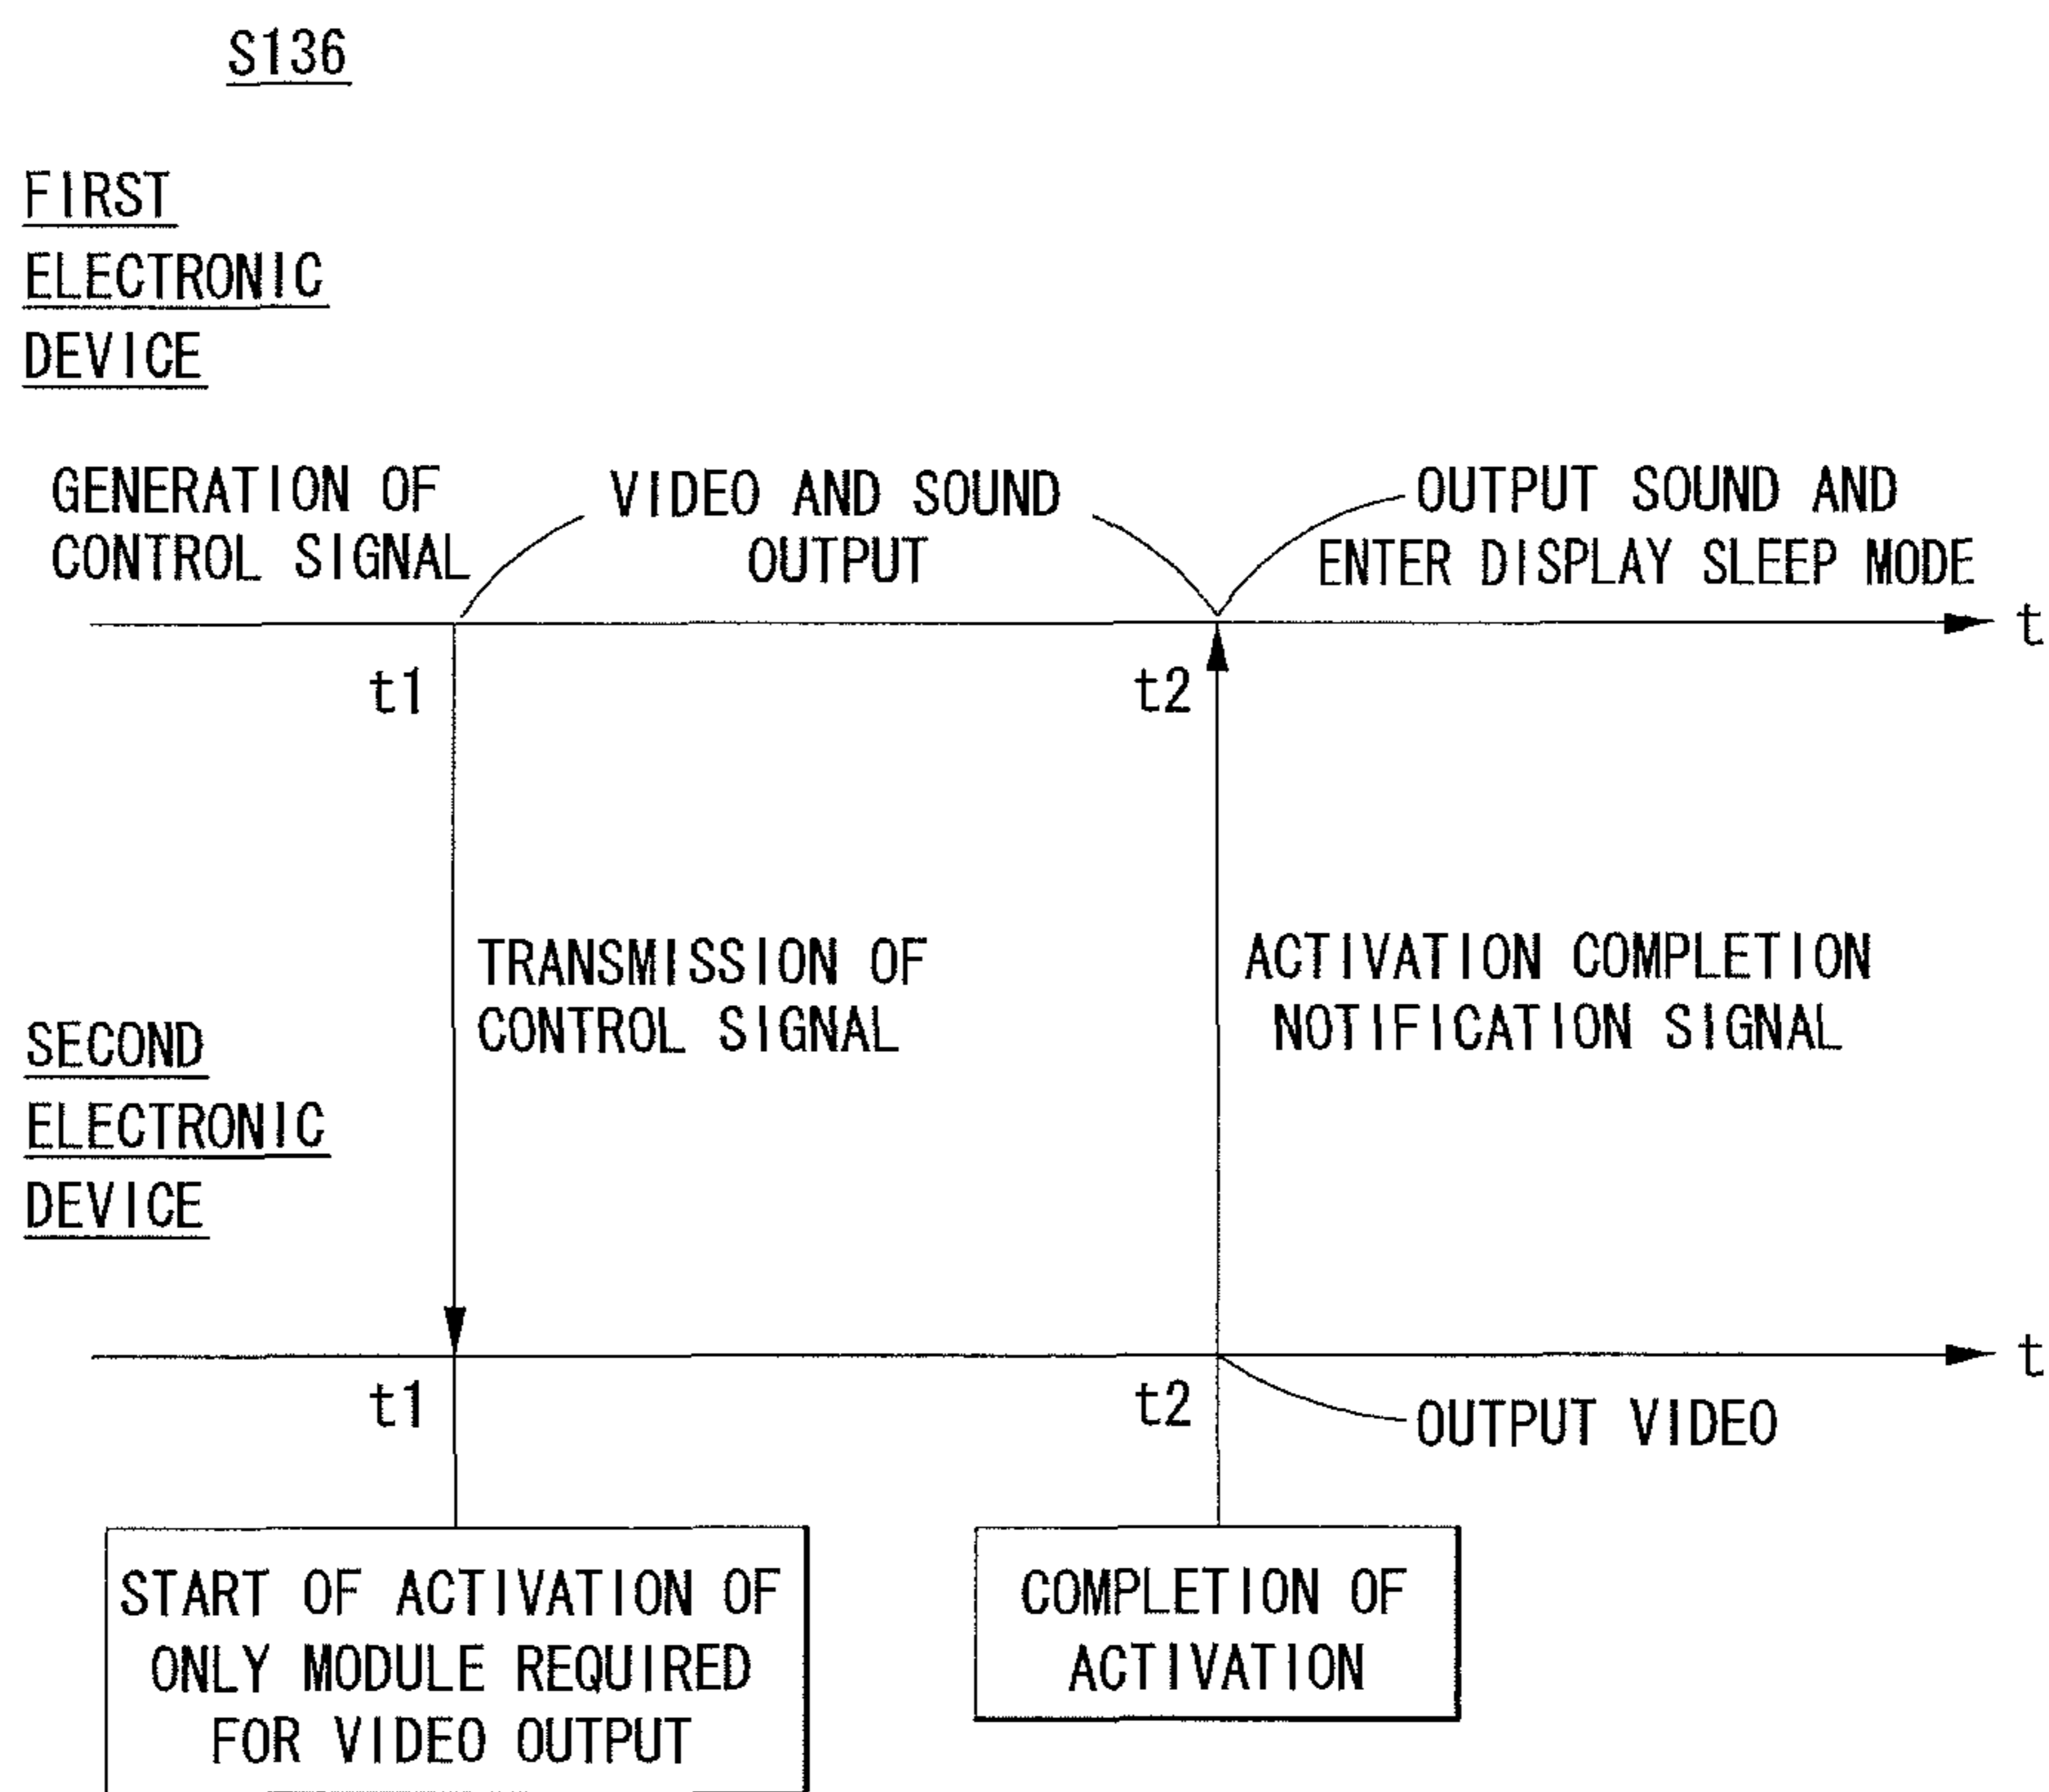 S136
FIRST
ELECTRONIC
DEVICE
GENERATION OF
CONTROL SIGNAL
VIDEO AND SOUND
OUTPUT
OUTPUT SOUND AND
ENTER DISPLAY SLEEP MODE
t
t1
t2
TRANSMISSION OF
CONTROL SIGNAL
ACTIVATION COMPLETION
NOTIFICATION SIGNAL
SECOND
ELECTRONIC
DEVICE
t
t1
t2
OUTPUT VIDEO
START OF ACTIVATION OF
ONLY MODULE REQUIRED
FOR VIDEO OUTPUT
COMPLETION OF
ACTIVATION